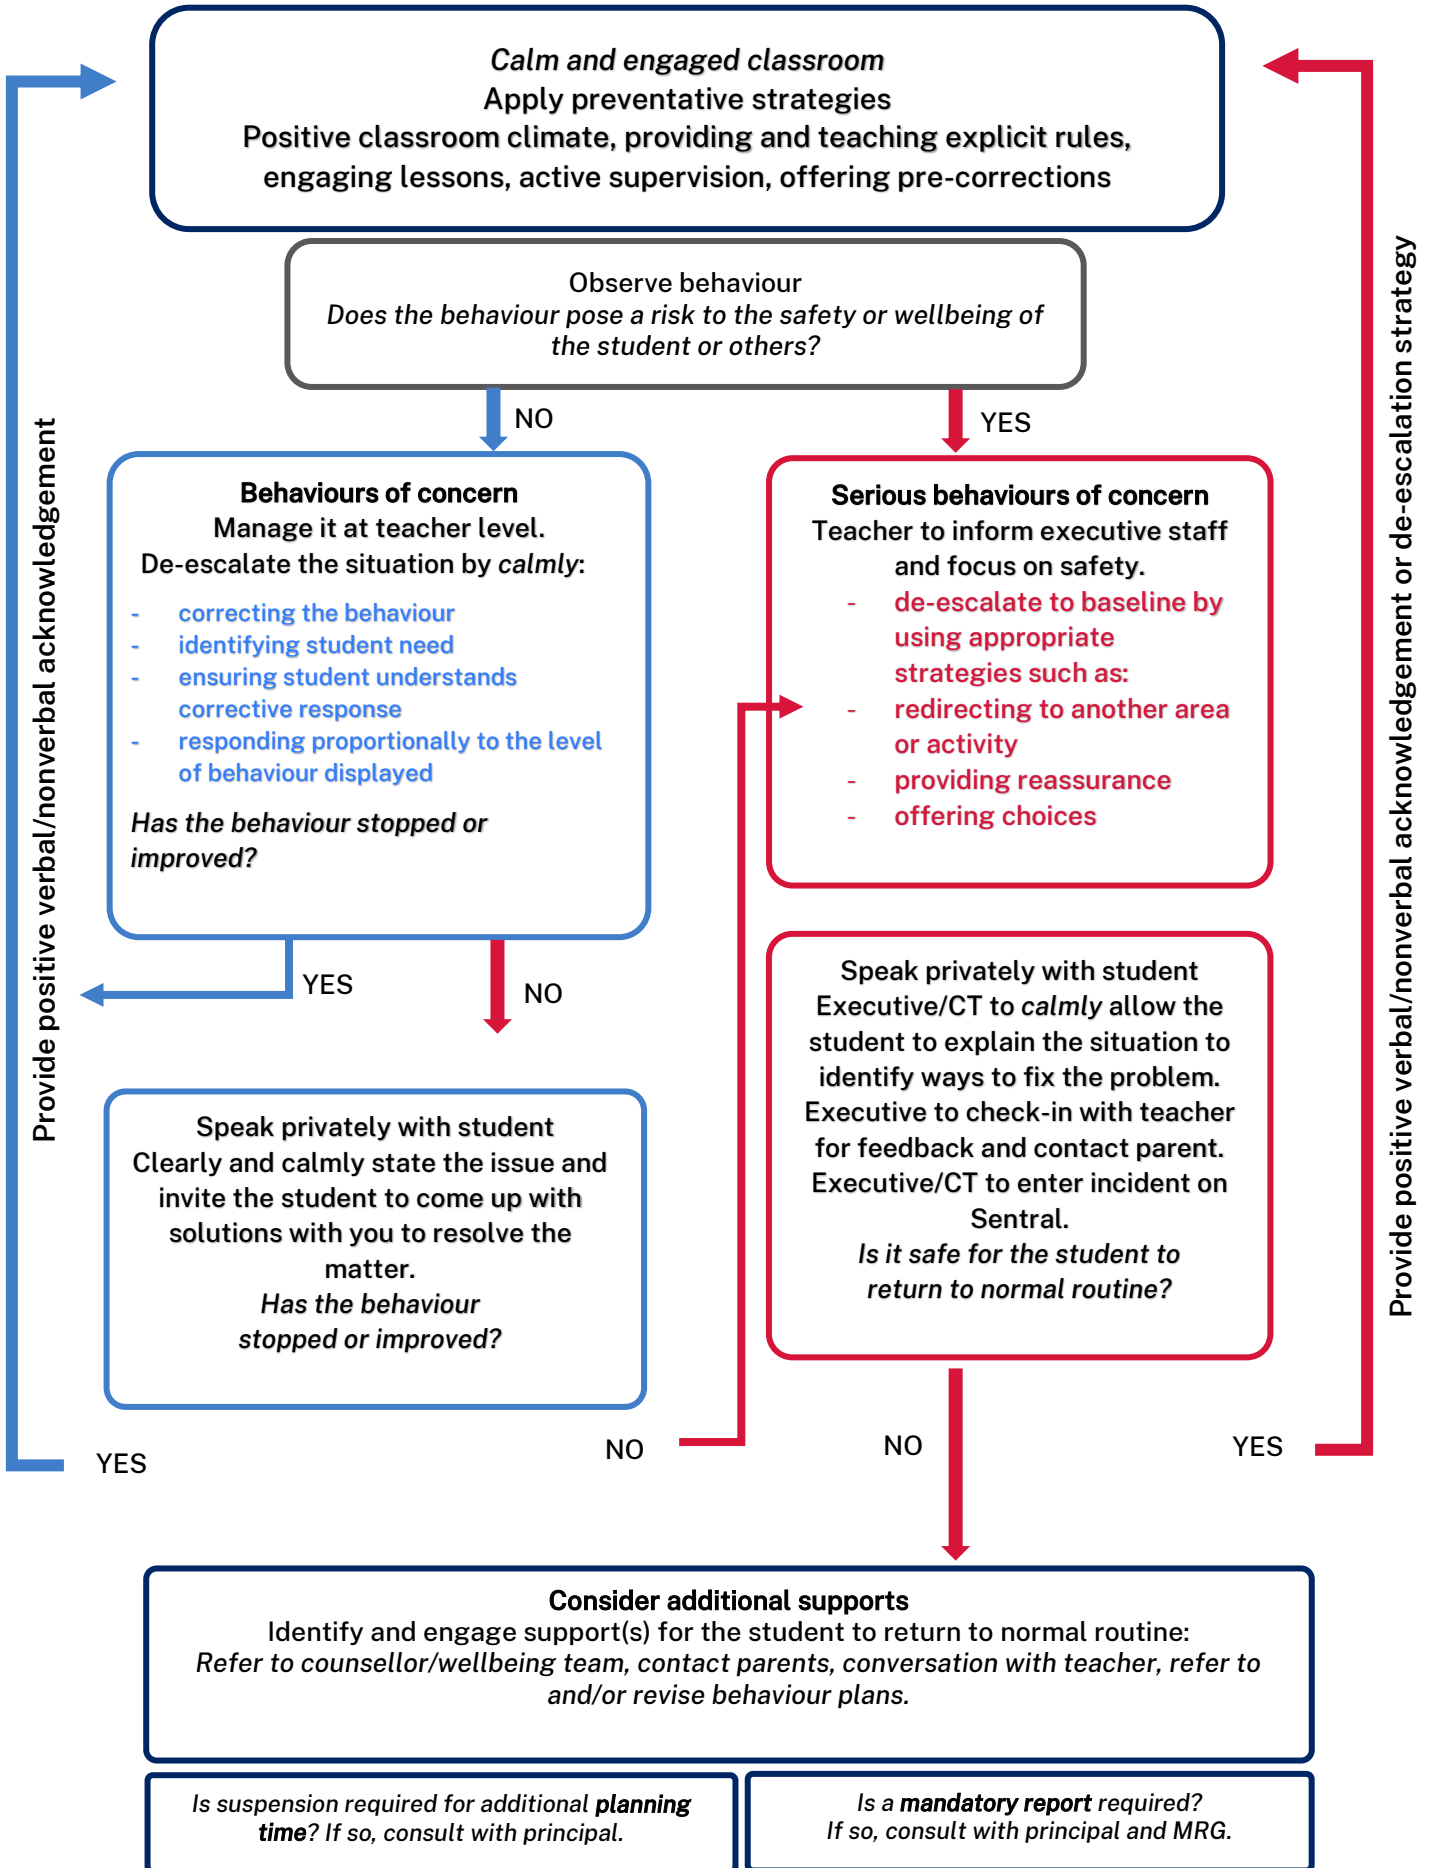 Calm and engaged classroom
Apply preventative strategies
Positive classroom climate, providing and teaching explicit rules,
engaging lessons, active supervision, offering pre-corrections
Observe behaviour
Does the behaviour pose a risk to the safety or wellbeing of
the student or others?
NO
YES
Provide positive verbal/nonverbal acknowledgement
Behaviours of concern
Manage it at teacher level.
De-escalate the situation by calmly:
- correcting the behaviour
- identifying student need
- ensuring student understands
corrective response
- responding proportionally to the level
of behaviour displayed
Has the behaviour stopped or
improved?
YES
NO
Speak privately with student
Clearly and calmly state the issue and
invite the student to come up with
solutions with you to resolve the
matter.
Has the behaviour
stopped or improved?
YES
NO
Serious behaviours of concern
Teacher to inform executive staff
and focus on safety.
- de-escalate to baseline by
using appropriate
strategies such as:
- redirecting to another area
or activity
- providing reassurance
- offering choices
Speak privately with student
Executive/CT to calmly allow the
student to explain the situation to
identify ways to fix the problem.
Executive to check-in with teacher
for feedback and contact parent.
Executive/CT to enter incident on
Sentral.
Is it safe for the student to
return to normal routine?
NO
YES
Provide positive verbal/nonverbal acknowledgement or de-escalation strategy
Consider additional supports
Identify and engage support(s) for the student to return to normal routine:
Refer to counsellor/wellbeing team, contact parents, conversation with teacher, refer to
and/or revise behaviour plans.
Is suspension required for additional planning
time? If so, consult with principal.
Is a mandatory report required?
If so, consult with principal and MRG.